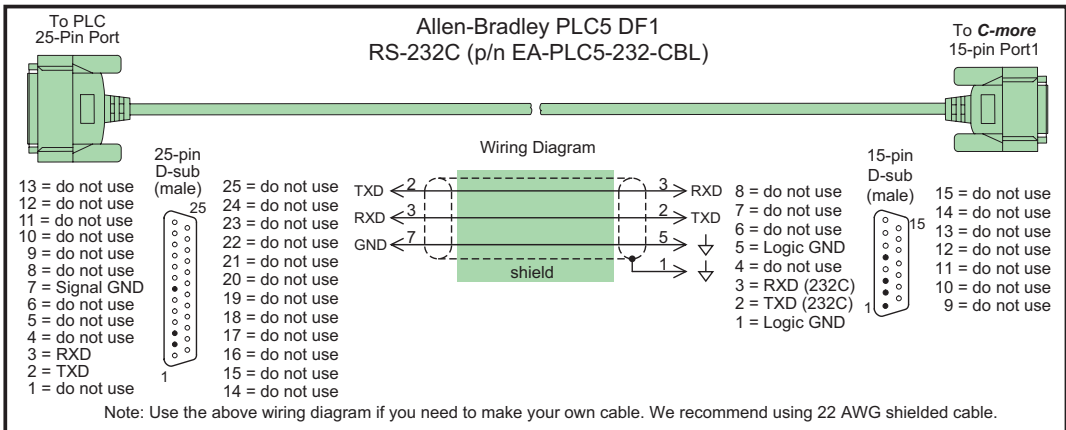 To PLC
25-Pin Port
Allen-Bradley PLC5 DF1
RS-232C (p/n EA-PLC5-232-CBL)
To C-more
15-pin Port1
Wiring Diagram
25-pin
D-sub
(male)
13 = do not use
12 = do not use
11 = do not use
10 = do not use
9 = do not use
8 = do not use
7 = Signal GND
6 = do not use
5 = do not use
4 = do not use
3 = RXD
2 = TXD
1 = do not use
25
1
25 = do not use
24 = do not use
23 = do not use
22 = do not use
21 = do not use
20 = do not use
19 = do not use
18 = do not use
17 = do not use
16 = do not use
15 = do not use
14 = do not use
TXD 2 3 RXD
RXD 3 2 TXD
GND 7 5
1
shield
15-pin
D-sub
(male)
8 = do not use
7 = do not use
6 = do not use
5 = Logic GND
4 = do not use
3 = RXD (232C)
2 = TXD (232C)
1 = Logic GND
15
1
15 = do not use
14 = do not use
13 = do not use
12 = do not use
11 = do not use
10 = do not use
9 = do not use
Note: Use the above wiring diagram if you need to make your own cable. We recommend using 22 AWG shielded cable.